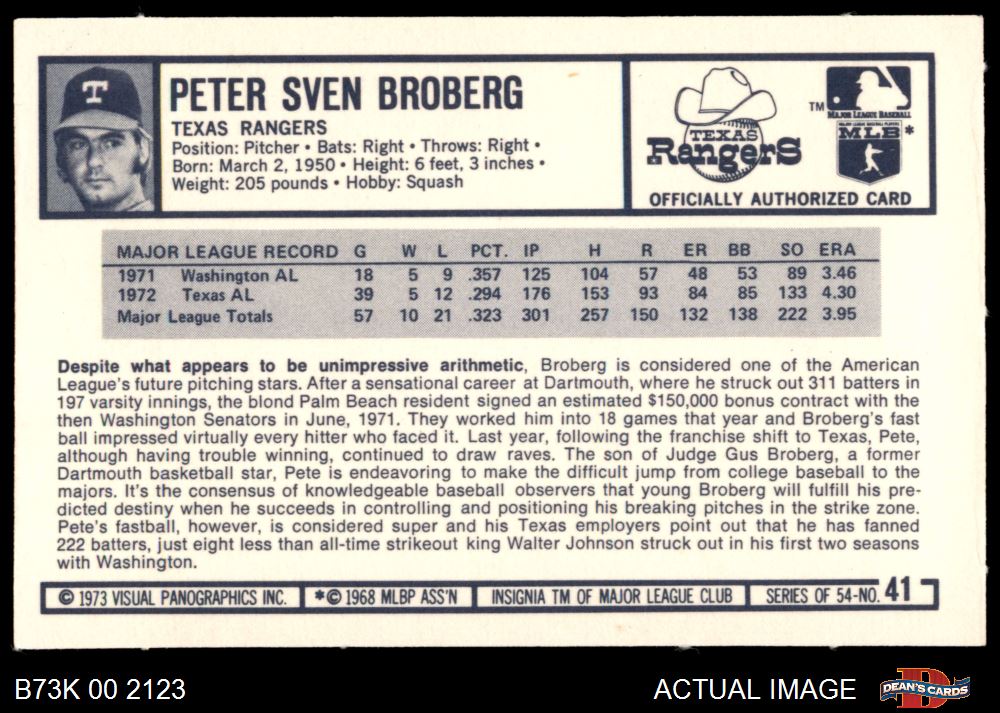 T
PETER SVEN BROBERG
TEXAS RANGERS
Position: Pitcher • Bats: Right • Throws: Right •
Born: March 2, 1950 • Height: 6 feet, 3 inches •
Weight: 205 pounds • Hobby: Squash
TEXAS
RangerS
TM
MAJOR LEAGUE BASEBALL
MAJOR LEAGUE BASEBALL PLAYERS
MLB*
OFFICIALLY AUTHORIZED CARD
MAJOR LEAGUE RECORD G W L PCT. IP H R ER BB SO ERA
1971 Washington AL 18 5 9 .357 125 104 57 48 53 89 3.46
1972 Texas AL 39 5 12 .294 176 153 93 84 85 133 4.30
Major League Totals 57 10 21 .323 301 257 150 132 138 222 3.95
Despite what appears to be unimpressive arithmetic, Broberg is considered one of the American
League's future pitching stars. After a sensational career at Dartmouth, where he struck out 311 batters in
197 varsity innings, the blond Palm Beach resident signed an estimated $150,000 bonus contract with the
then Washington Senators in June, 1971. They worked him into 18 games that year and Broberg's fast
ball impressed virtually every hitter who faced it. Last year, following the franchise shift to Texas, Pete,
although having trouble winning, continued to draw raves. The son of Judge Gus Broberg, a former
Dartmouth basketball star, Pete is endeavoring to make the difficult jump from college baseball to the
majors. It's the consensus of knowledgeable baseball observers that young Broberg will fulfill his pre-
dicted destiny when he succeeds in controlling and positioning his breaking pitches in the strike zone.
Pete's fastball, however, is considered super and his Texas employers point out that he has fanned
222 batters, just eight less than all-time strikeout king Walter Johnson struck out in his first two seasons
with Washington.
© 1973 VISUAL PANOGRAPHICS INC. *© 1968 MLBP ASS'N INSIGNIA TM OF MAJOR LEAGUE CLUB SERIES OF 54-NO. 41
B73K 00 2123
ACTUAL IMAGE
DEAN'S CARDS